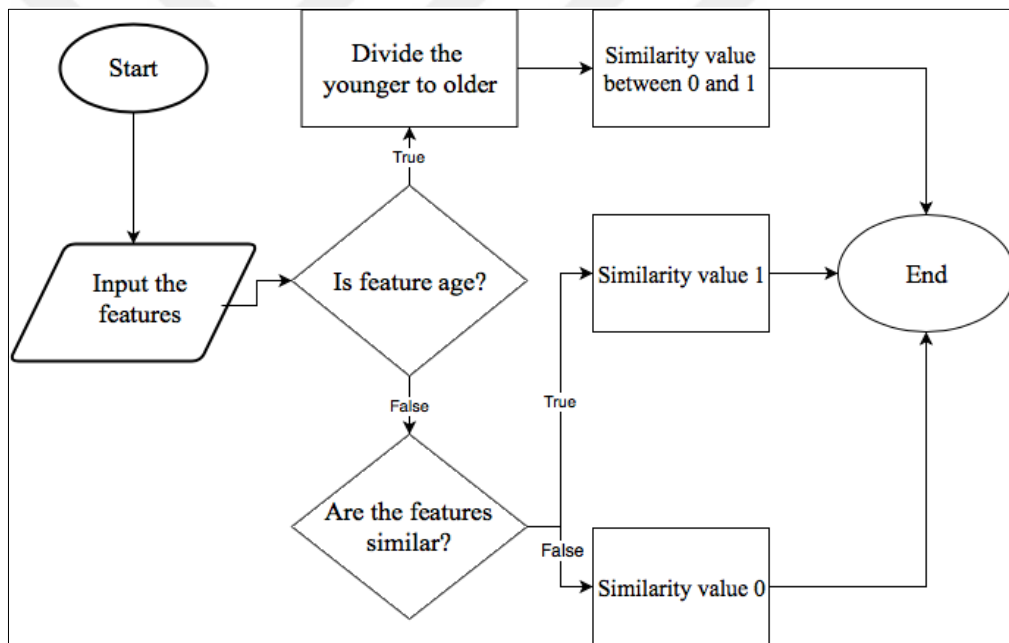 Start
Divide the
younger to older
Similarity value
between 0 and 1
True
Input the
features
Is feature age?
Similarity value 1
End
False
True
Are the features
similar?
False
Similarity value 0